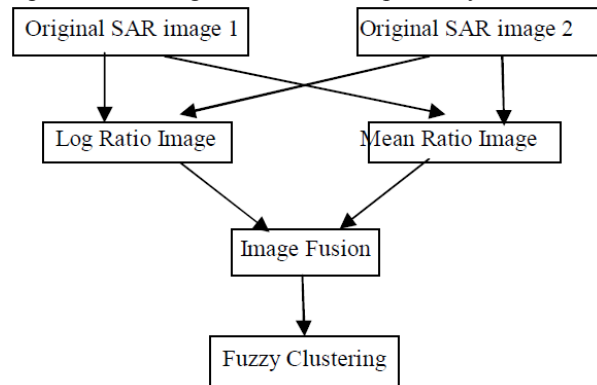 Original SAR image 1
Original SAR image 2
Log Ratio Image
Mean Ratio Image
Image Fusion
Fuzzy Clustering